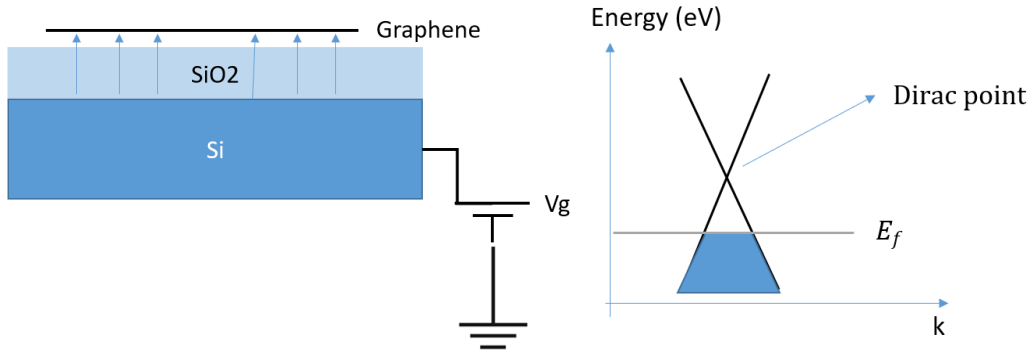 Graphene
SiO2
Si
Vg
Energy (eV)
Dirac point
E_f
k